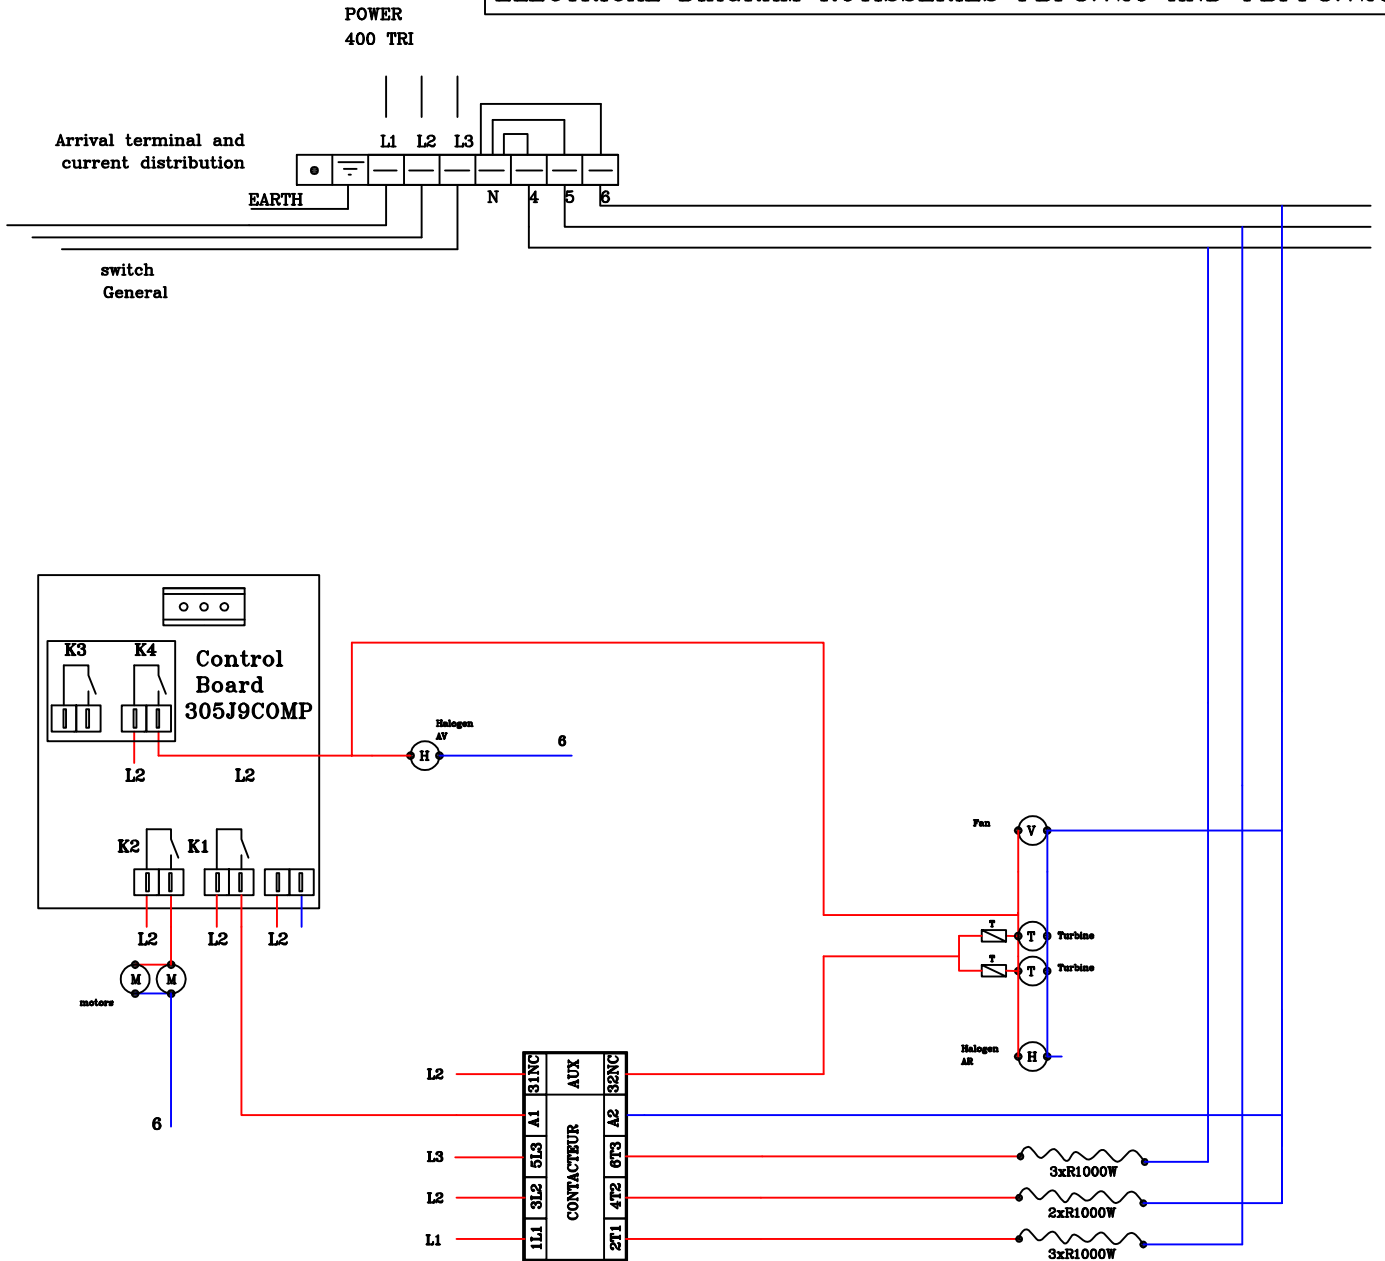 POWER
400 TRI
Arrival terminal and
current distribution
L1 L2 L3
EARTH
N 4 5 6
switch
General
K3 K4
Control
Board
305J9COMP
Halogen
AV
H
6
L2 L2
K2 K1
L2 L2 L2
M M
motors
6
Fan
V
T
T
Turbine
T
T
Turbine
Halogen
AR
H
L2
31NC
AUX
32NC
A1
A2
CONTACTEUR
L3
5L3
6T3
3xR1000W
L2
3L2
4T2
2xR1000W
L1
1L1
2T1
3xR1000W